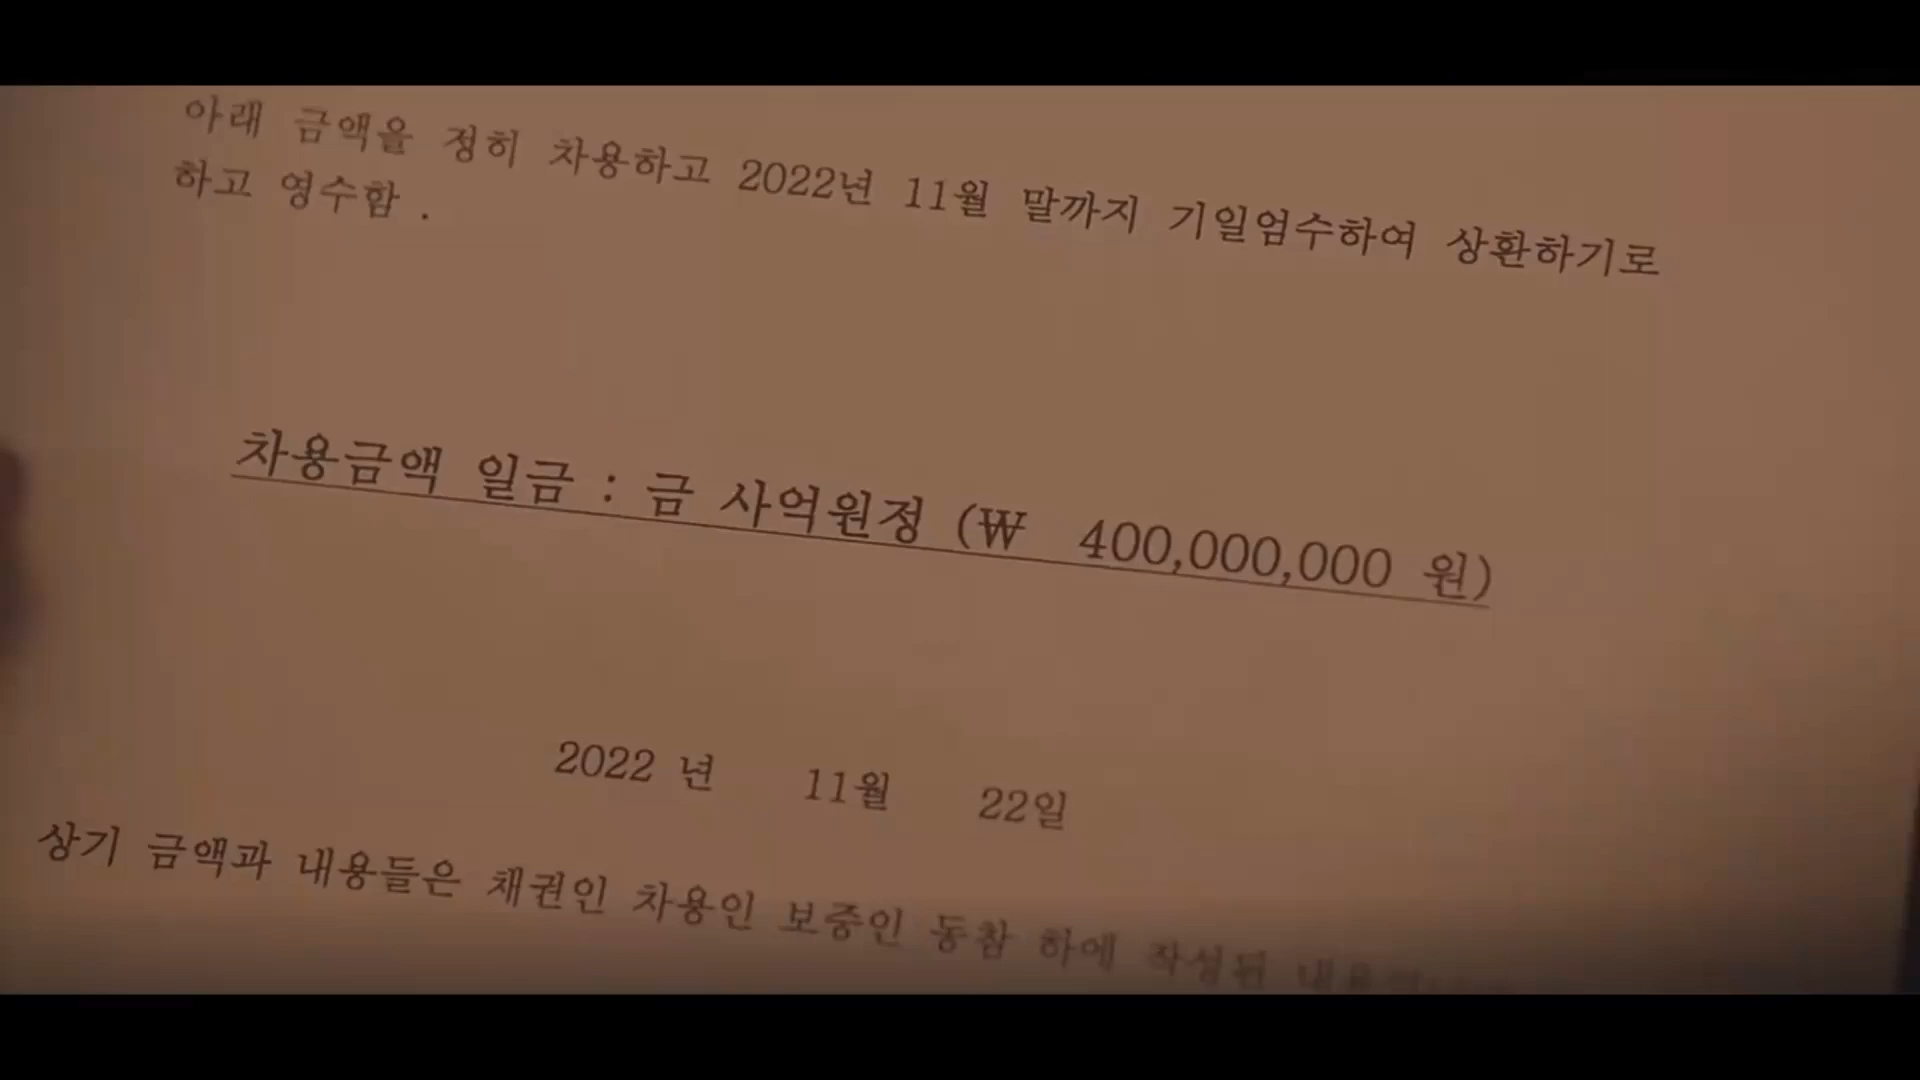 아래 금액을 정히 차용하고 2022년 11월 말까지 기일엄수하여 상환하기로
하고 영수함 .
차용금액 일금 : 금 사억원정 (₩ 400,000,000 원)
2022 년 11월 22일
상기 금액과 내용들은 채권인 차용인 보증인 동참 하에 작성된